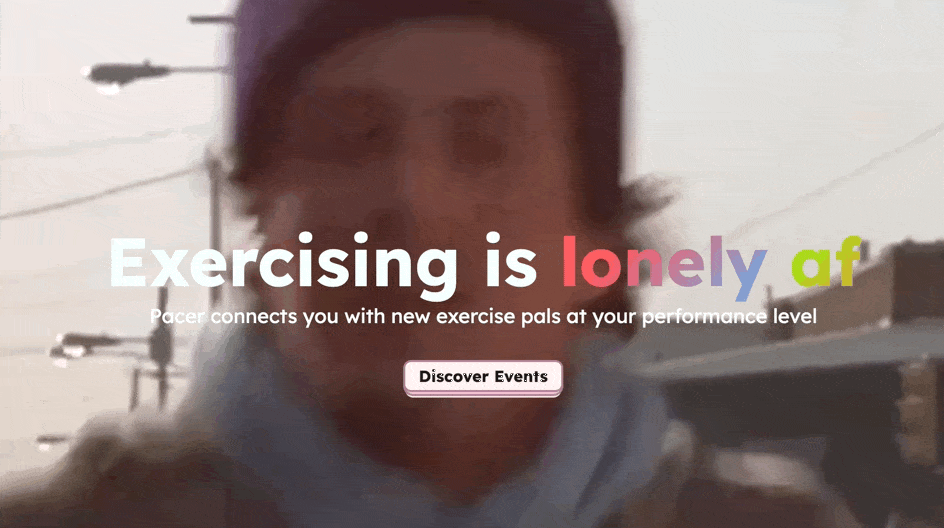 Exercising is lonely af
Pacer connects you with new exercise pals at your performance level
Discover Events